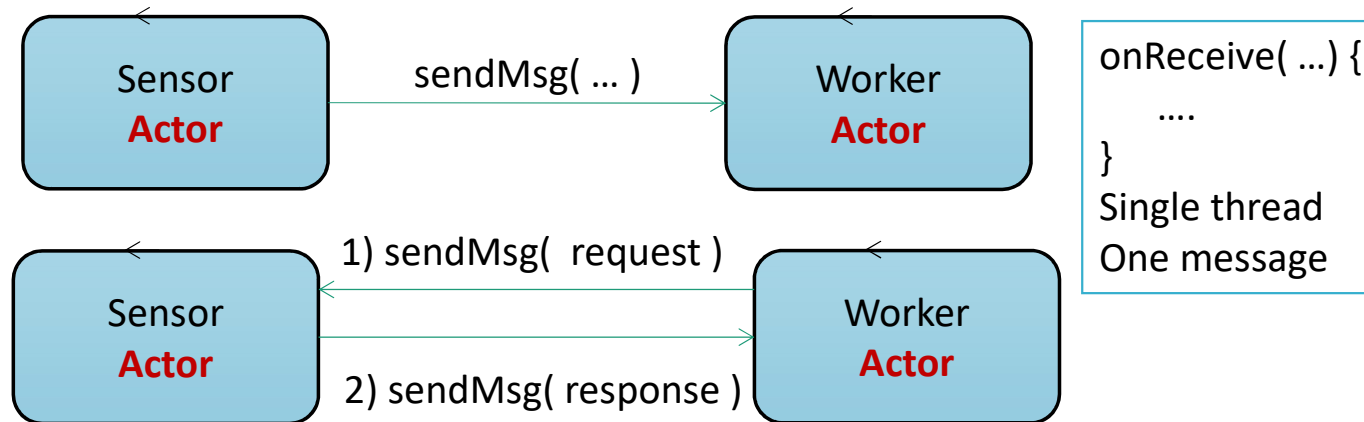 Sensor
Actor
sendMsg( … )
Worker
Actor
onReceive( …) {
….
}
Single thread
One message
1) sendMsg(  request )
Sensor
Actor
Worker
Actor
2) sendMsg( response )